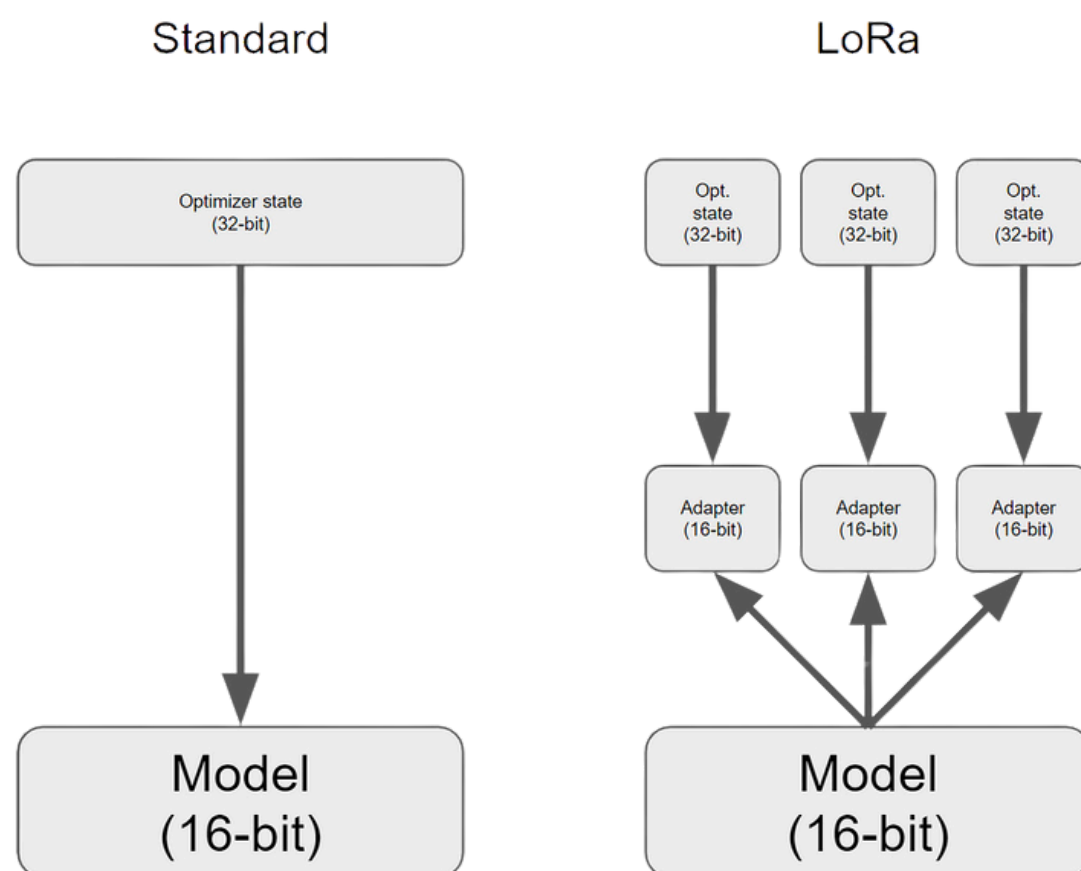 Standard
LoRa
Optimizer state
(32-bit)
Opt.
state
(32-bit)
Opt.
state
(32-bit)
Opt.
state
(32-bit)
Adapter
(16-bit)
Adapter
(16-bit)
Adapter
(16-bit)
Model
(16-bit)
Model
(16-bit)